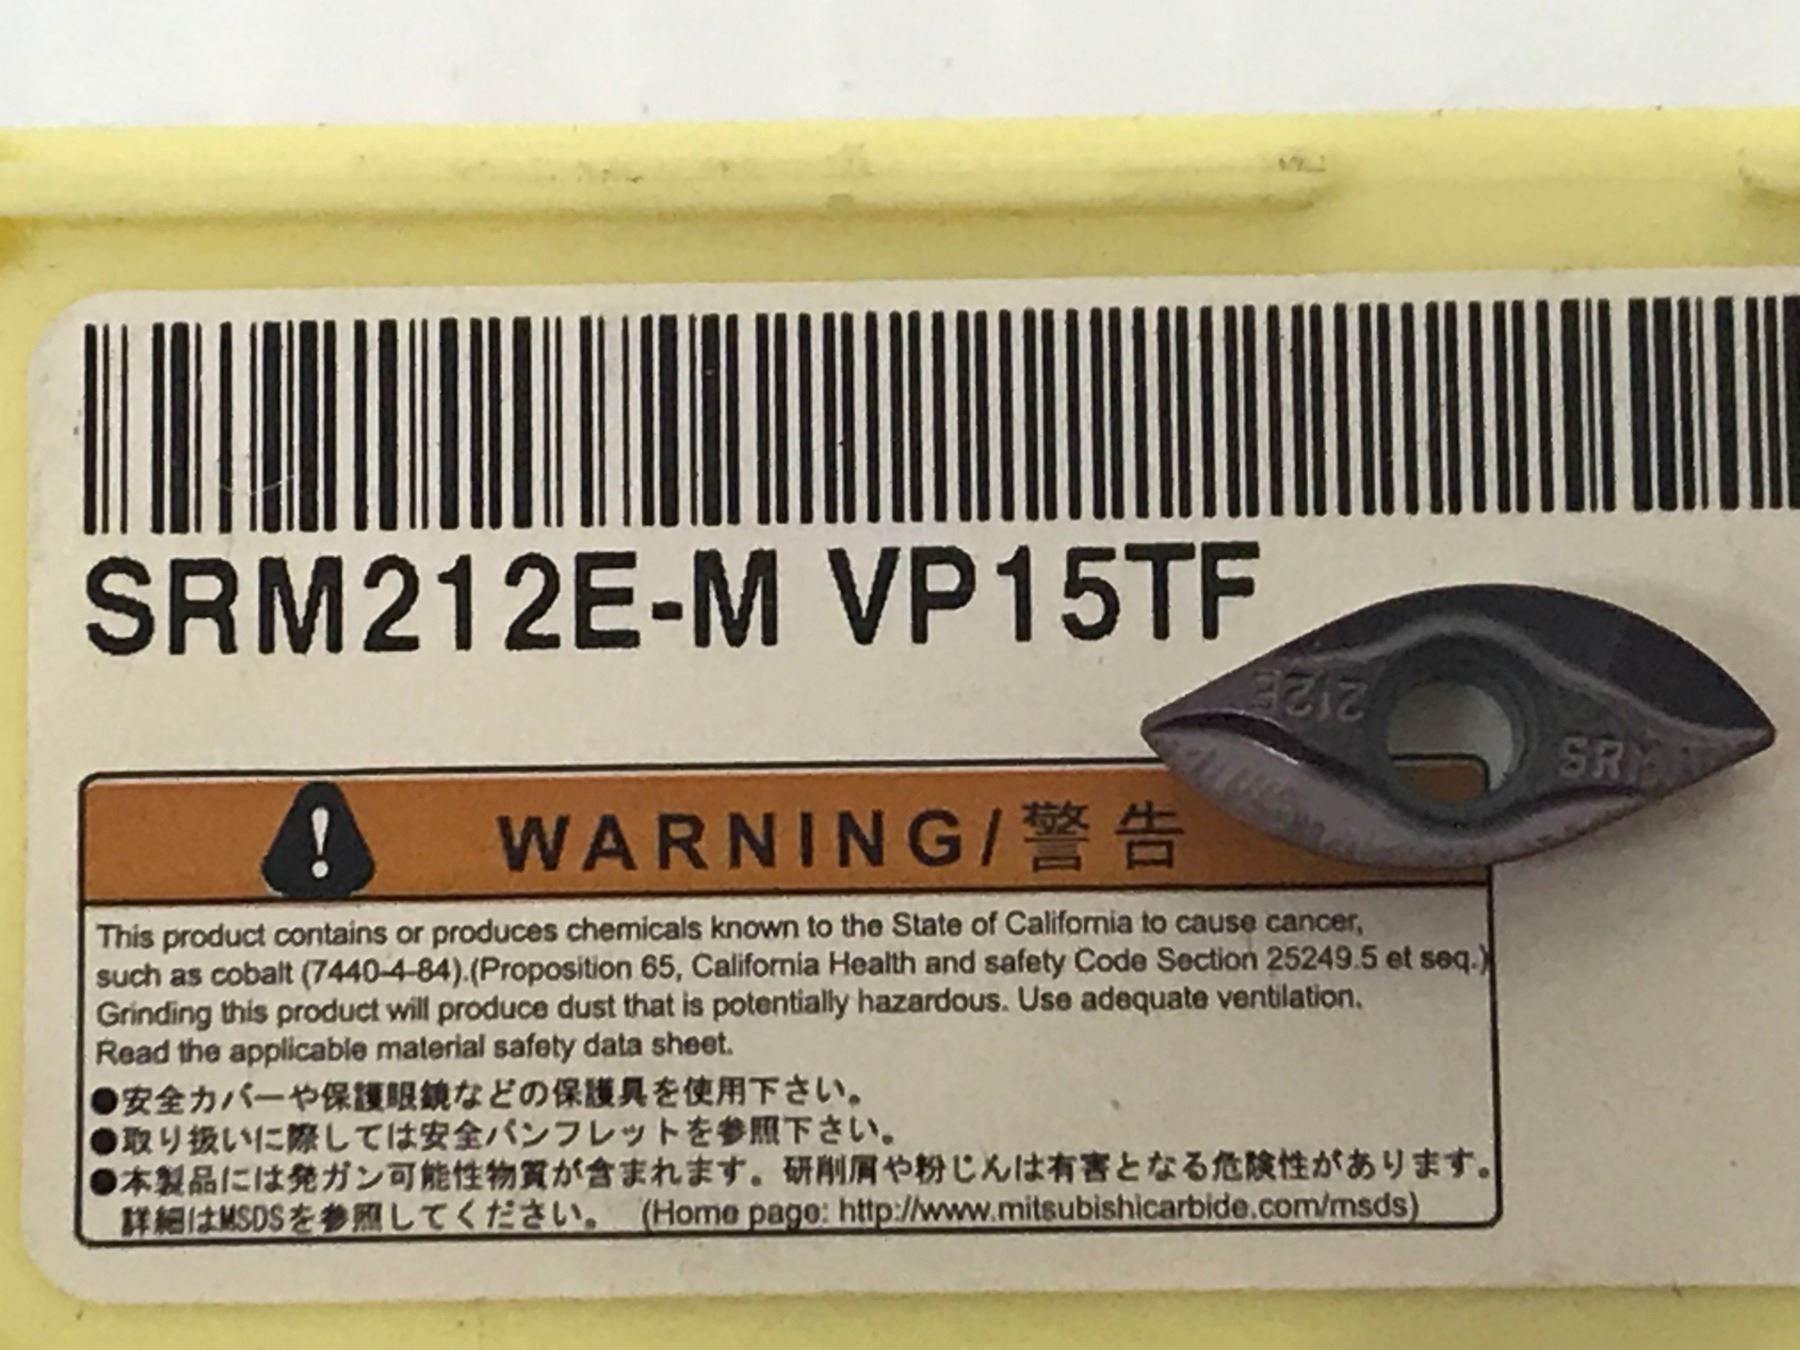 SRM212E-M VP15TF
212E
SRM
WARNING/警告
This product contains or produces chemicals known to the State of California to cause cancer,
such as cobalt (7440-4-84).(Proposition 65, California Health and safety Code Section 25249.5 et seq.)
Grinding this product will produce dust that is potentially hazardous. Use adequate ventilation.
Read the applicable material safety data sheet.
●安全カバーや保護眼鏡などの保護具を使用下さい。
●取り扱いに際しては安全パンフレットを参照下さい。
●本製品には発ガン可能性物質が含まれます。研削屑や粉じんは有害となる危険性があります。
詳細はMSDSを参照してください。 (Home page: http://www.mitsubishicarbide.com/msds)